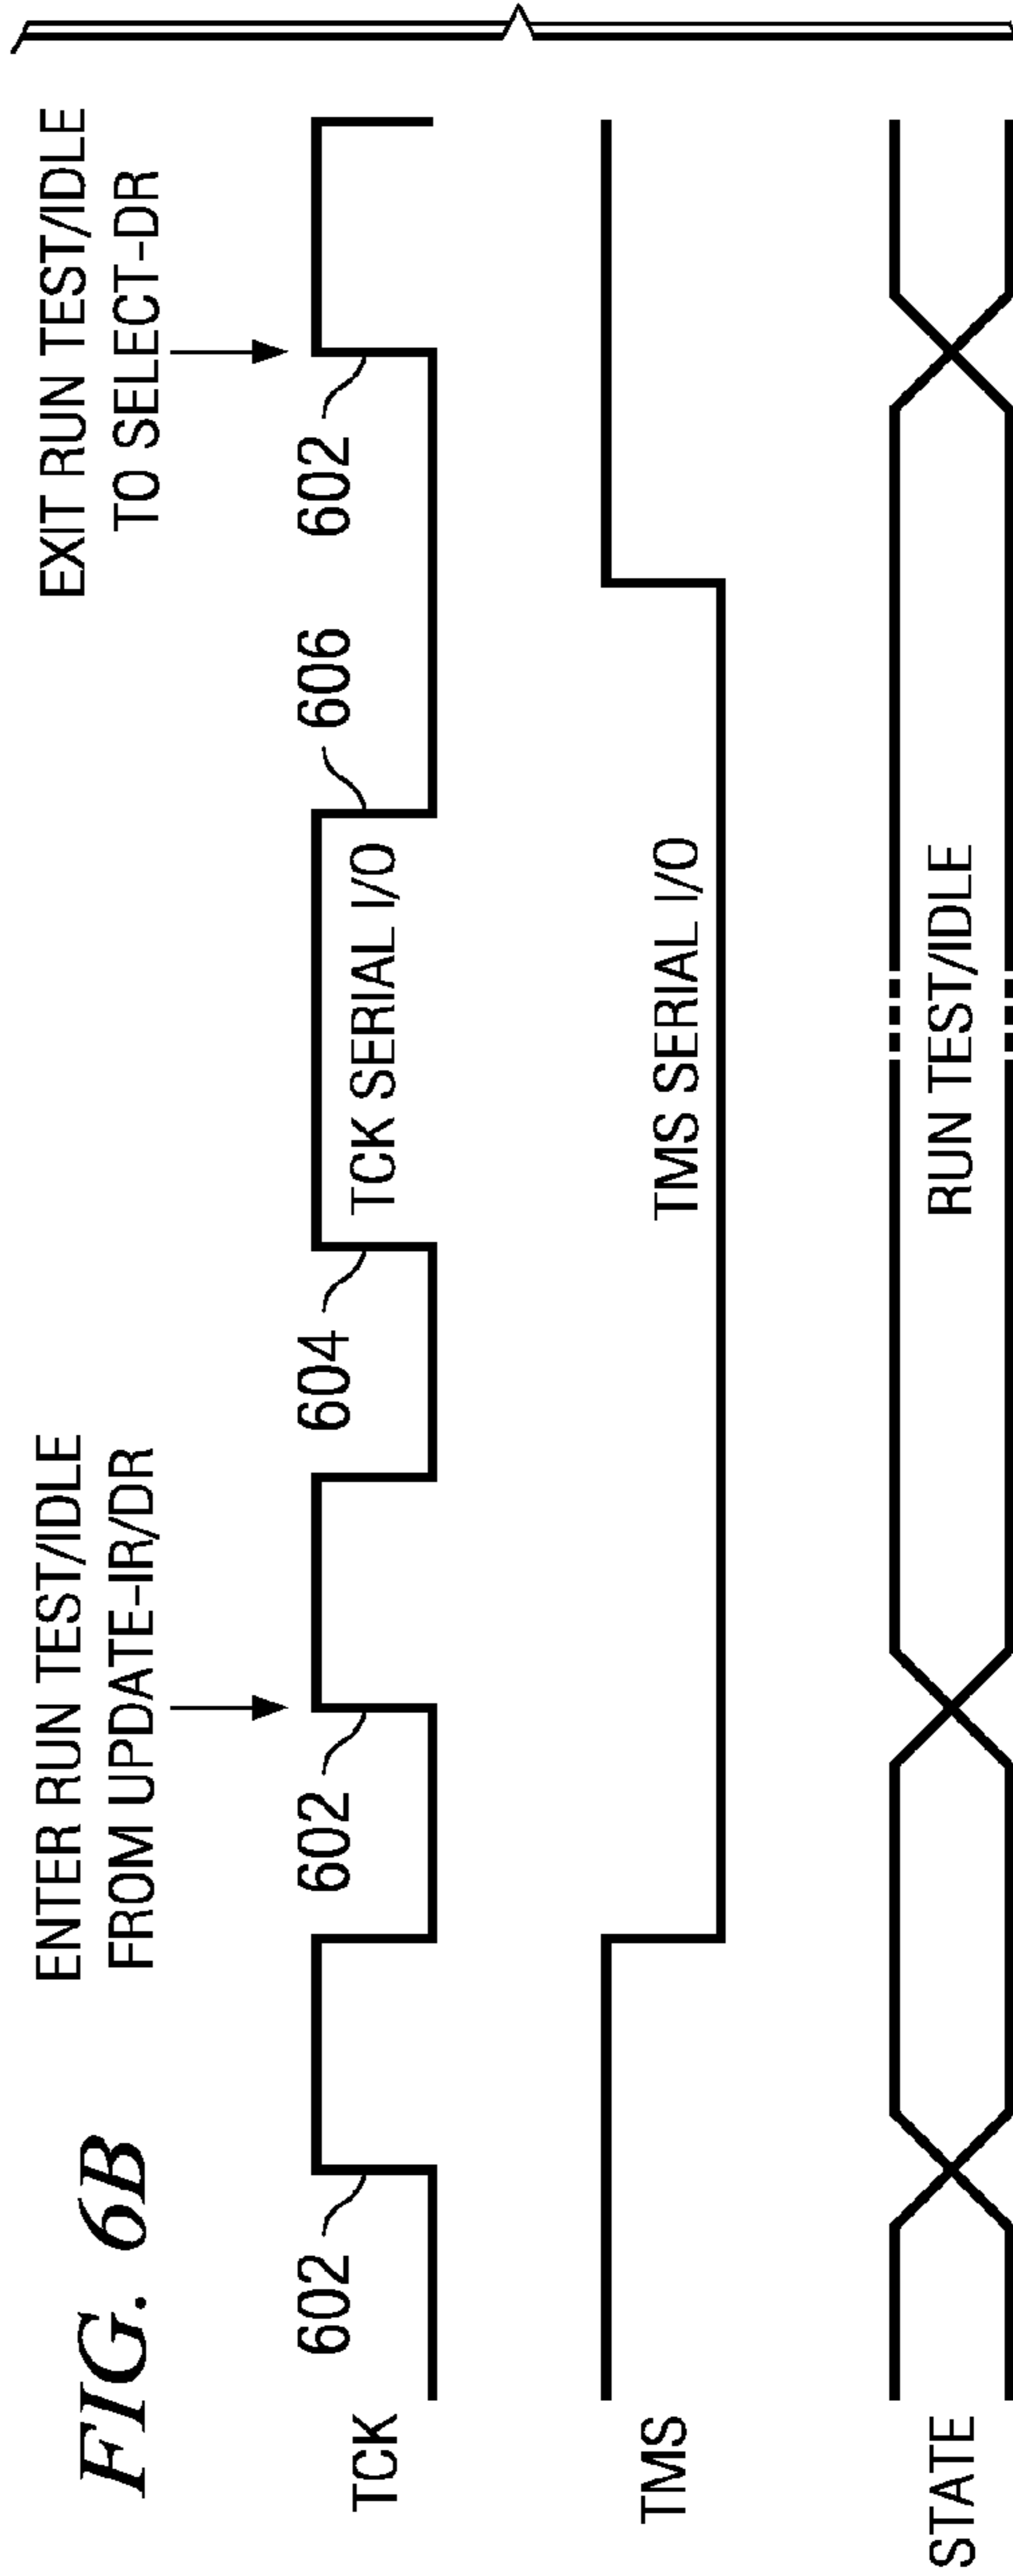 FIG. 6B
ENTER RUN TEST/IDLE
FROM UPDATE-IR/DR
EXIT RUN TEST/IDLE
TO SELECT-DR
TCK
602
602
604
TCK SERIAL I/O
606
602
TMS
TMS SERIAL I/O
STATE
RUN TEST/IDLE